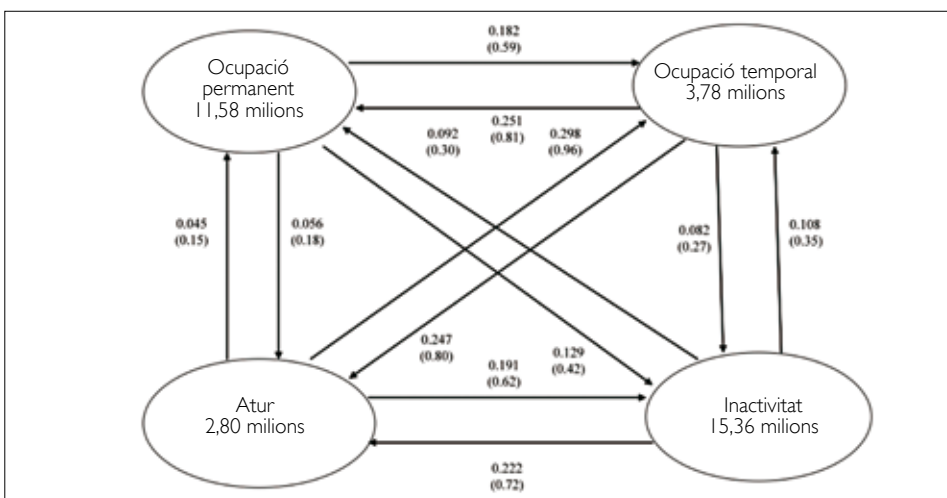 0.182
(0.59)
Ocupació
permanent
11,58 milions
Ocupació temporal
3,78 milions
0.251
(0.81)
0.092
(0.30)
0.298
(0.96)
0.045
(0.15)
0.056
(0.18)
0.082
(0.27)
0.108
(0.35)
0.247
(0.80)
0.129
(0.42)
0.191
(0.62)
Atur
2,80 milions
Inactivitat
15,36 milions
0.222
(0.72)